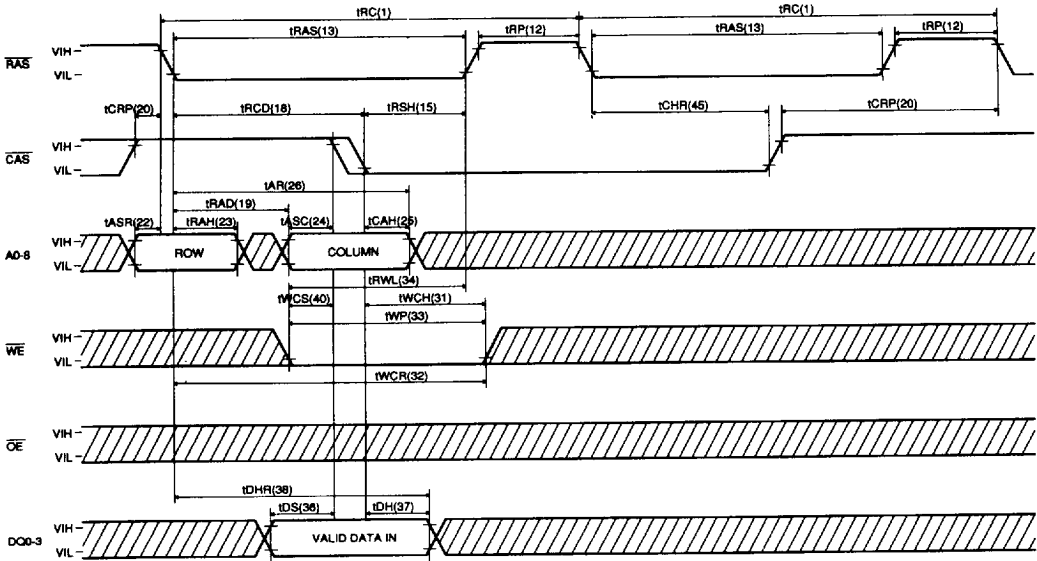 tRC(1) tRC(1)
tRAS(13) tRP(12) tRAS(13) tRP(12)
RAS VIH VIL
tCRP(20) tRCD(18) tRSH(15) tCHR(45) tCRP(20)
CAS VIH VIL
tAR(26)
tRAD(19)
tASR(22) tRAH(23) tASC(24) tCAH(25)
A0-8 VIH VIL ROW COLUMN
tRWL(34)
tWCS(40) tWCH(31)
tWP(33)
WE VIH VIL
tWCR(32)
OE VIH VIL
tDHR(38)
tDS(36) tDH(37)
DQ0-3 VIH VIL VALID DATA IN